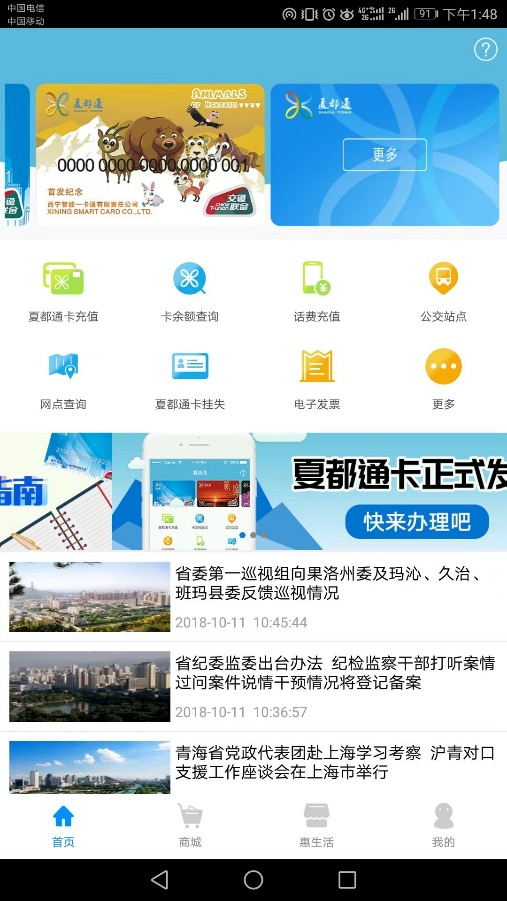 中国电信
中国移动
4G+ 2G 2G 91 下午1:48
?
夏都通
ANIMALS
OF
0000 0000 0000 0000 001
首发纪念
西宁智能一卡通有限责任公司
XINING SMART CARD CO.,LTD.
交通联合
CHINA T-UNION
夏都通
XIADU TONG
更多
夏都通卡充值
卡余额查询
话费充值
公交站点
网点查询
夏都通卡挂失
电子发票
更多
指南
夏都通卡正式发
快来办理吧
省委第一巡视组向果洛州委及玛沁、久治、
班玛县委反馈巡视情况
2018-10-11 10:45:44
省纪委监委出台办法 纪检监察干部打听案情
过问案件说情干预情况将登记备案
2018-10-11 10:36:57
青海省党政代表团赴上海学习考察 沪青对口
支援工作座谈会在上海市举行
首页
商城
惠生活
我的